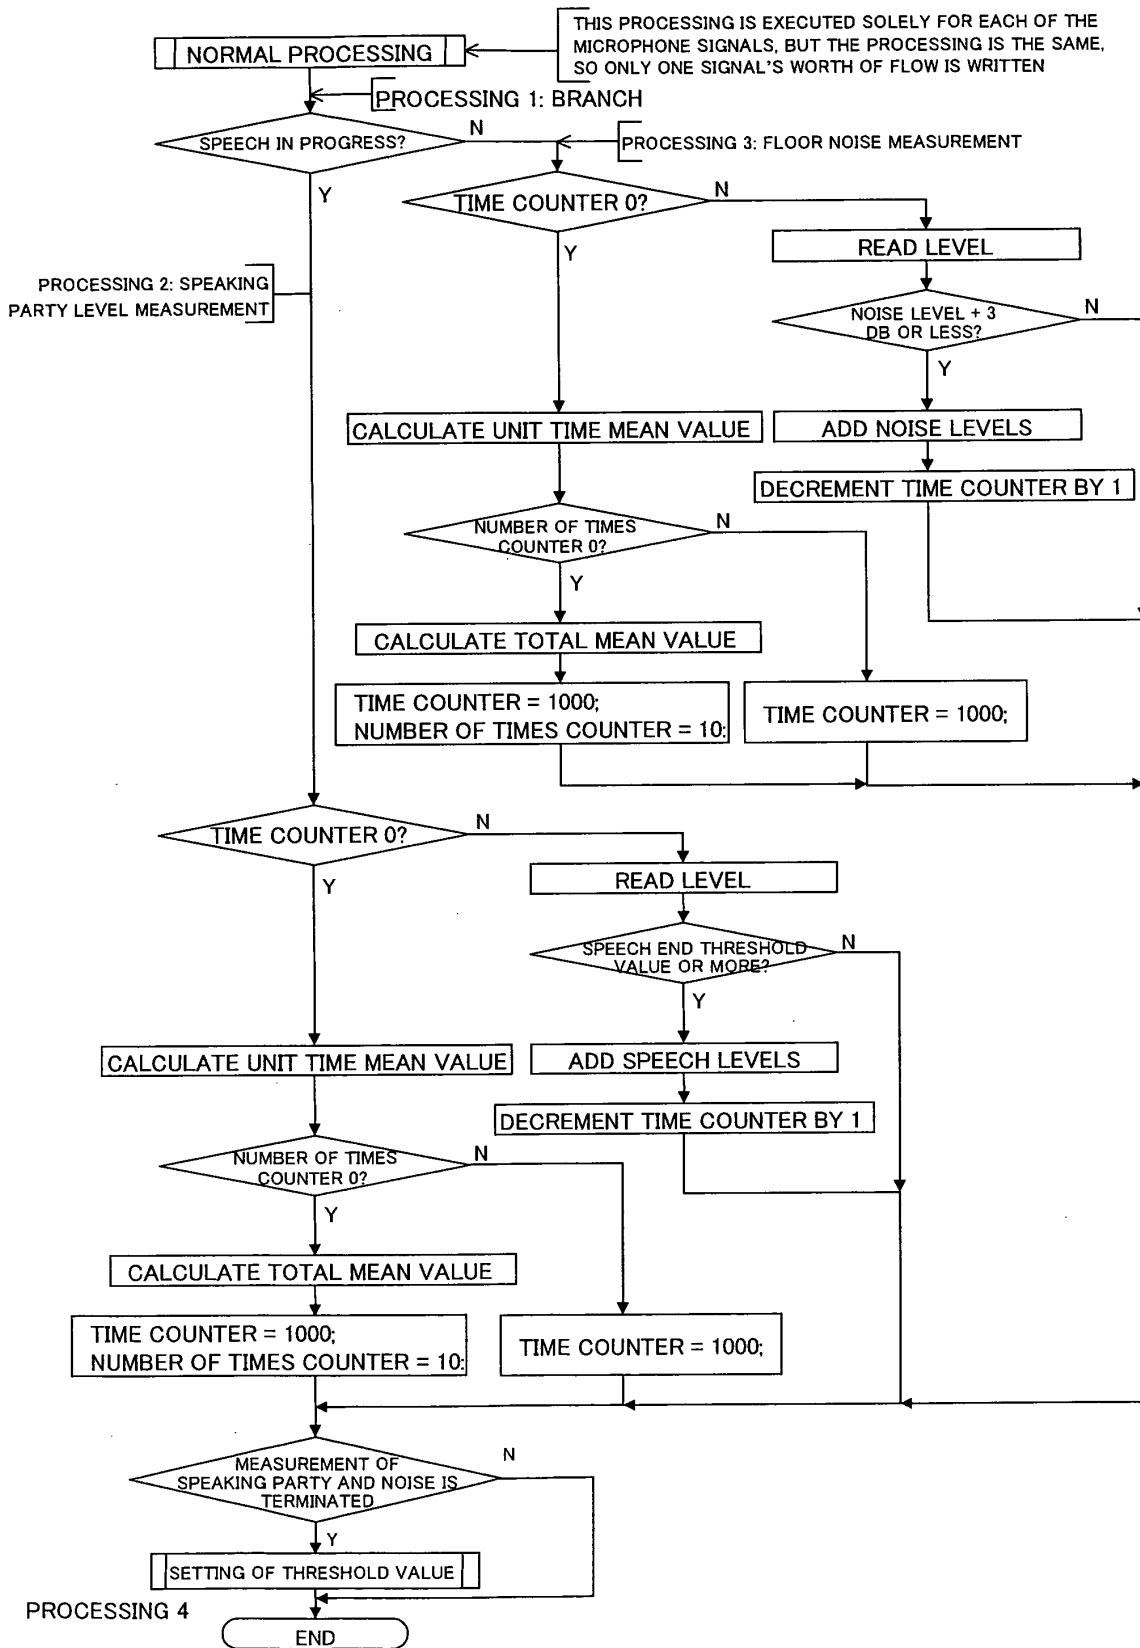 THIS PROCESSING IS EXECUTED SOLELY FOR EACH OF THE
MICROPHONE SIGNALS, BUT THE PROCESSING IS THE SAME,
SO ONLY ONE SIGNAL'S WORTH OF FLOW IS WRITTEN
NORMAL PROCESSING
PROCESSING 1: BRANCH
SPEECH IN PROGRESS?
N
Y
PROCESSING 3: FLOOR NOISE MEASUREMENT
TIME COUNTER 0?
N
Y
READ LEVEL
PROCESSING 2: SPEAKING
PARTY LEVEL MEASUREMENT
NOISE LEVEL + 3
DB OR LESS?
N
Y
CALCULATE UNIT TIME MEAN VALUE
ADD NOISE LEVELS
DECREMENT TIME COUNTER BY 1
NUMBER OF TIMES
COUNTER 0?
N
Y
CALCULATE TOTAL MEAN VALUE
TIME COUNTER = 1000;
NUMBER OF TIMES COUNTER = 10:
TIME COUNTER = 1000;
TIME COUNTER 0?
N
Y
READ LEVEL
SPEECH END THRESHOLD
VALUE OR MORE?
N
Y
CALCULATE UNIT TIME MEAN VALUE
ADD SPEECH LEVELS
DECREMENT TIME COUNTER BY 1
NUMBER OF TIMES
COUNTER 0?
N
Y
CALCULATE TOTAL MEAN VALUE
TIME COUNTER = 1000;
NUMBER OF TIMES COUNTER = 10:
TIME COUNTER = 1000;
MEASUREMENT OF
SPEAKING PARTY AND NOISE IS
TERMINATED
N
Y
SETTING OF THRESHOLD VALUE
PROCESSING 4
END